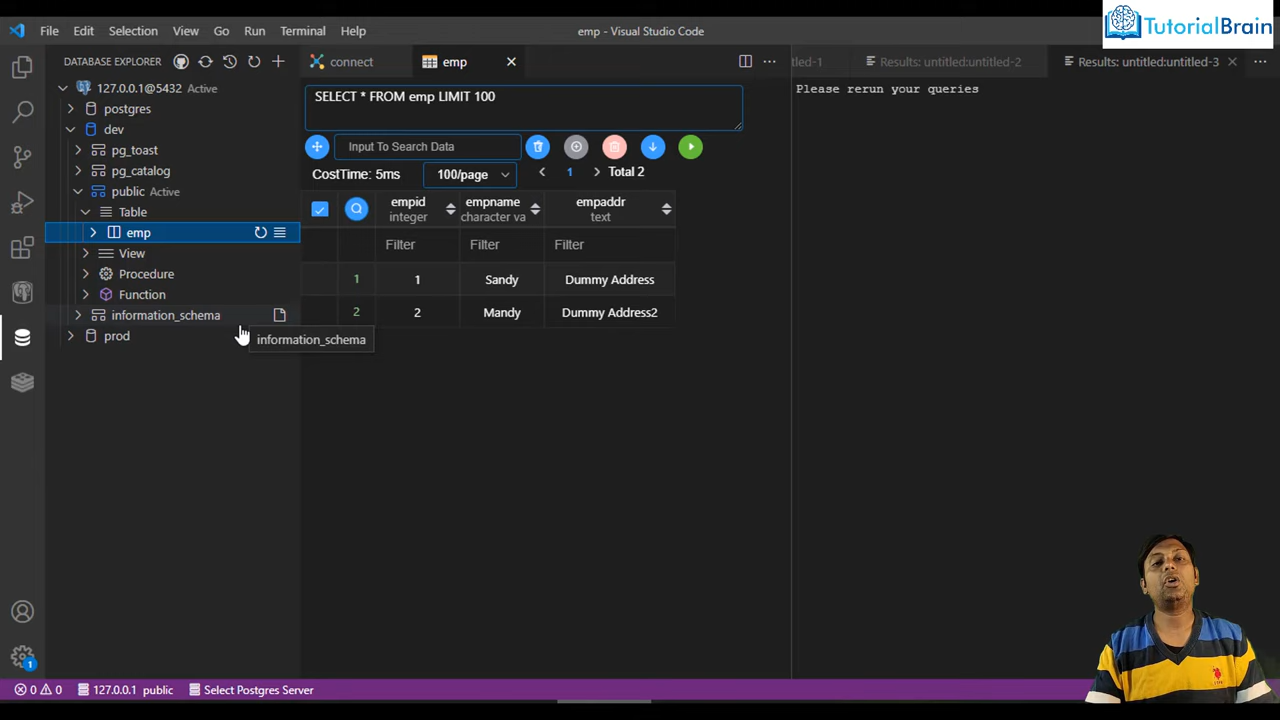 File Edit Selection View Go Run Terminal Help
emp - Visual Studio Code
TutorialBrain
DATABASE EXPLORER
127.0.0.1@5432 Active
postgres
dev
pg_toast
pg_catalog
public Active
Table
emp
View
Procedure
Function
information_schema
information_schema
prod
connect
emp
SELECT * FROM emp LIMIT 100
Input To Search Data
CostTime: 5ms
100/page
1
Total 2
empid empname empaddr
integer character va text
Filter Filter Filter
1 1 Sandy Dummy Address
2 2 Mandy Dummy Address2
tled-1
Results: untitled:untitled-2
Results: untitled:untitled-3
Please rerun your queries
1
0 0 127.0.0.1 public Select Postgres Server